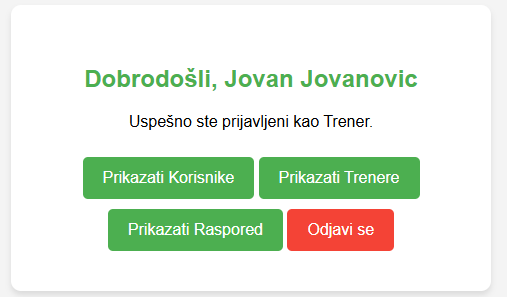 Dobrodošli, Jovan Jovanovic
Uspešno ste prijavljeni kao Trener.
Prikazati Korisnike Prikazati Trenere
Prikazati Raspored Odjavi se